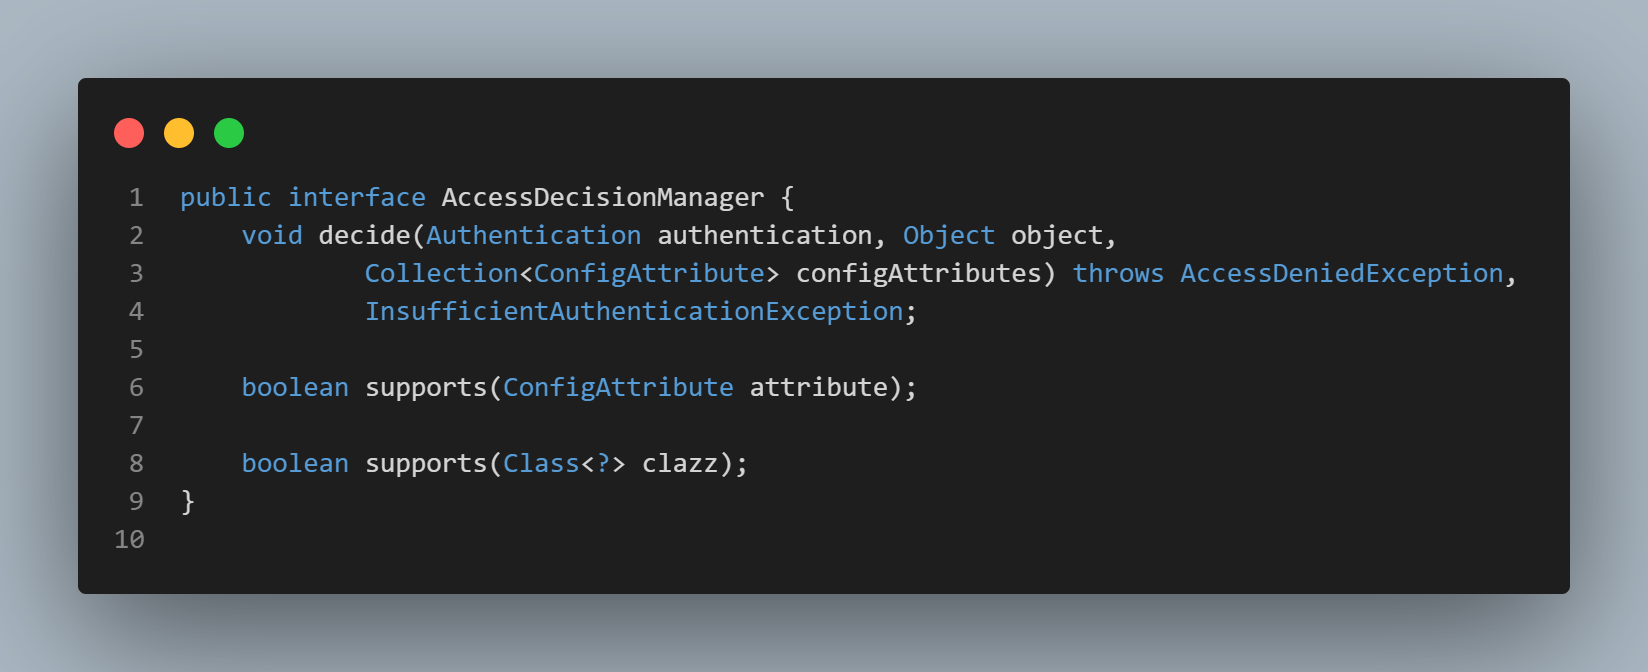 1 public interface AccessDecisionManager {
2     void decide(Authentication authentication, Object object,
3             Collection<ConfigAttribute> configAttributes) throws AccessDeniedException,
4             InsufficientAuthenticationException;
5
6     boolean supports(ConfigAttribute attribute);
7
8     boolean supports(Class<?> clazz);
9 }
10